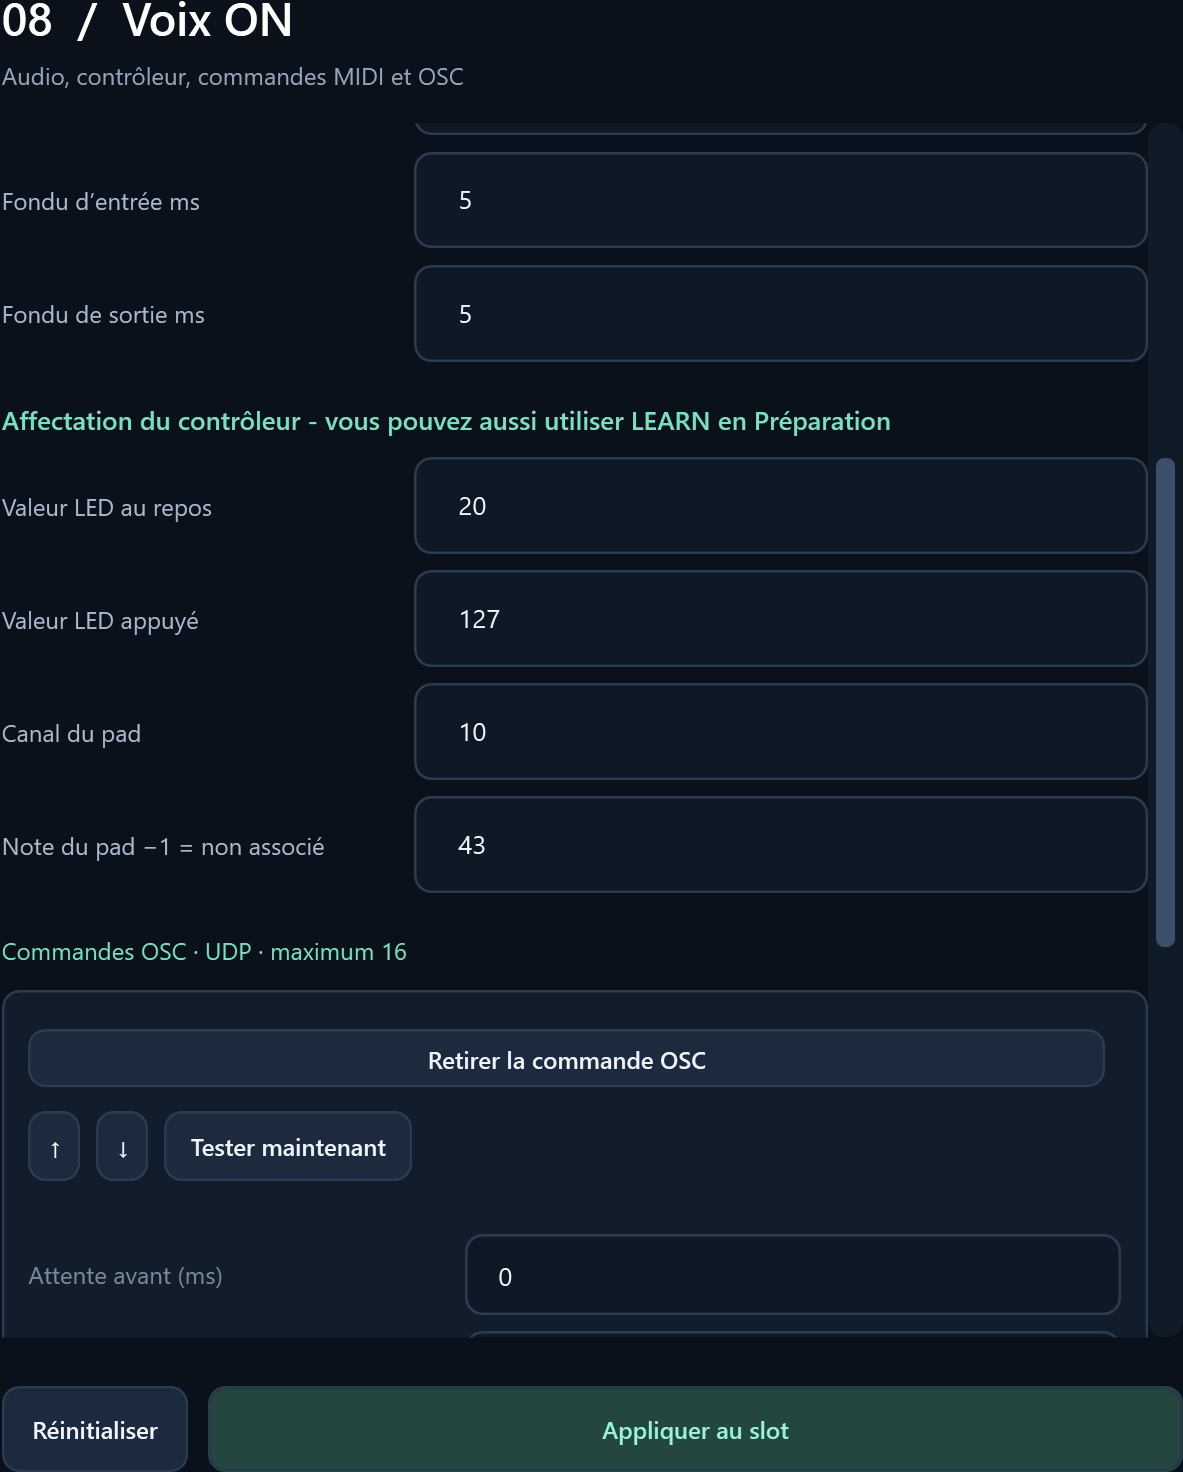 08 / Voix ON
Audio, contrôleur, commandes MIDI et OSC
Fondu d’entrée ms
5
Fondu de sortie ms
5
Affectation du contrôleur - vous pouvez aussi utiliser LEARN en Préparation
Valeur LED au repos
20
Valeur LED appuyé
127
Canal du pad
10
Note du pad −1 = non associé
43
Commandes OSC · UDP · maximum 16
Retirer la commande OSC
↑ ↓ Tester maintenant
Attente avant (ms)
0
Réinitialiser
Appliquer au slot